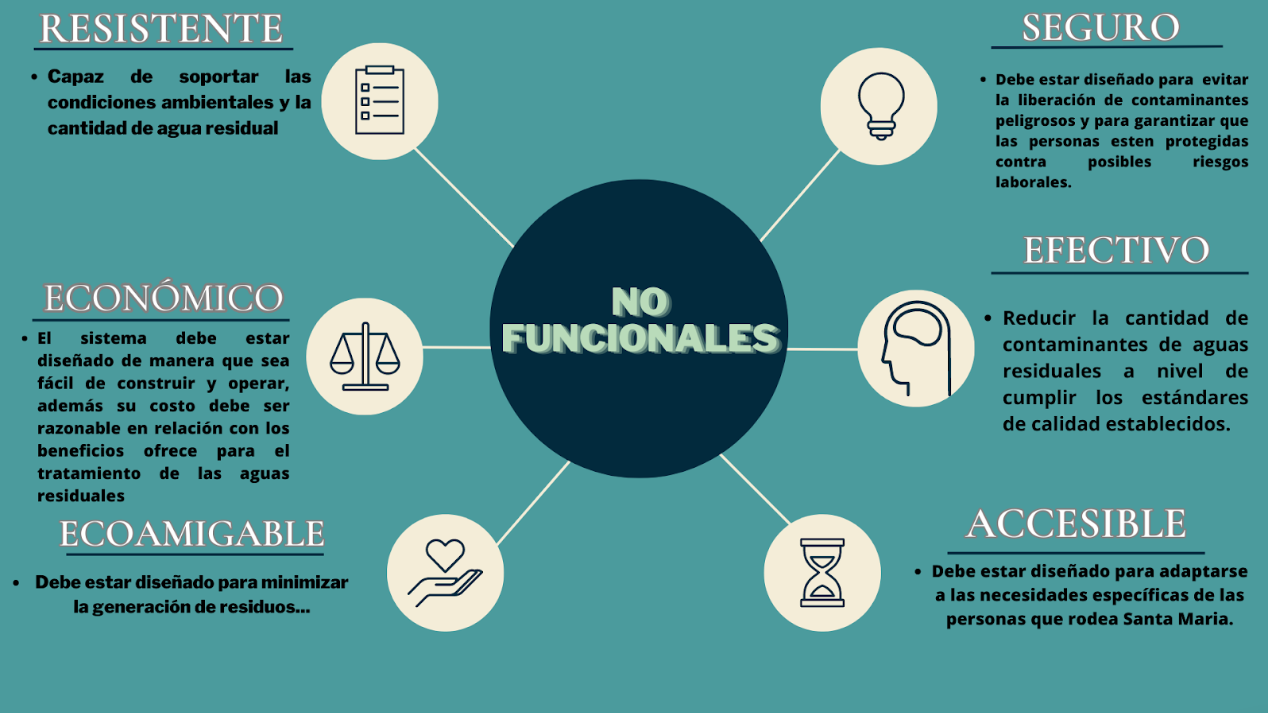 RESISTENTE
• Capaz de soportar las
condiciones ambientales y la
cantidad de agua residual
ECONÓMICO
• El sistema debe estar
diseñado de manera que sea
fácil de construir y operar,
además su costo debe ser
razonable en relación con los
beneficios ofrece para el
tratamiento de las aguas
residuales
ECOAMIGABLE
• Debe estar diseñado para minimizar
la generación de residuos...
NO
FUNCIONALES
SEGURO
• Debe estar diseñado para evitar
la liberación de contaminantes
peligrosos y para garantizar que
las personas esten protegidas
contra posibles riesgos
laborales.
EFECTIVO
• Reducir la cantidad de
contaminantes de aguas
residuales a nivel de
cumplir los estándares
de calidad establecidos.
ACCESIBLE
• Debe estar diseñado para adaptarse
a las necesidades específicas de las
personas que rodea Santa Maria.